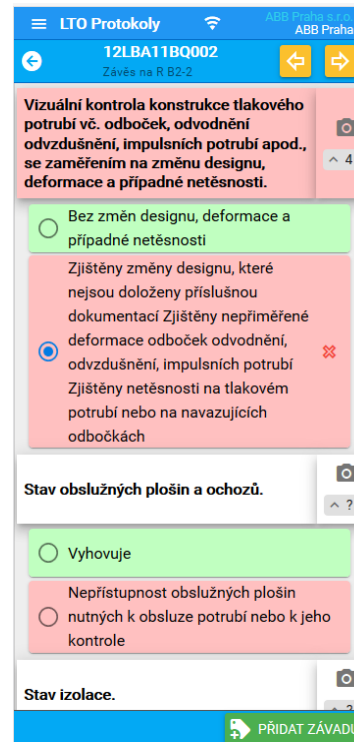 LTO Protokoly
ABB Praha s.r.o.
ABB Praha
12LBA11BQ002
Závěs na R B2-2
Vizuální kontrola konstrukce tlakového
potrubí vč. odboček, odvodnění
odvzdušnění, impulsních potrubí apod.,
se zaměřením na změnu designu,
deformace a případné netěsnosti.
4
Bez změn designu, deformace a
případné netěsnosti
Zjištěny změny designu, které
nejsou doloženy příslušnou
dokumentací Zjištěny nepřiměřené
deformace odboček odvodnění,
odvzdušnění, impulsních potrubí
Zjištěny netěsnosti na tlakovém
potrubí nebo na navazujících
odbočkách
Stav obslužných plošin a ochozů.
?
Vyhovuje
Nepřístupnost obslužných plošin
nutných k obsluze potrubí nebo k jeho
kontrole
Stav izolace.
?
PŘIDAT ZÁVADU